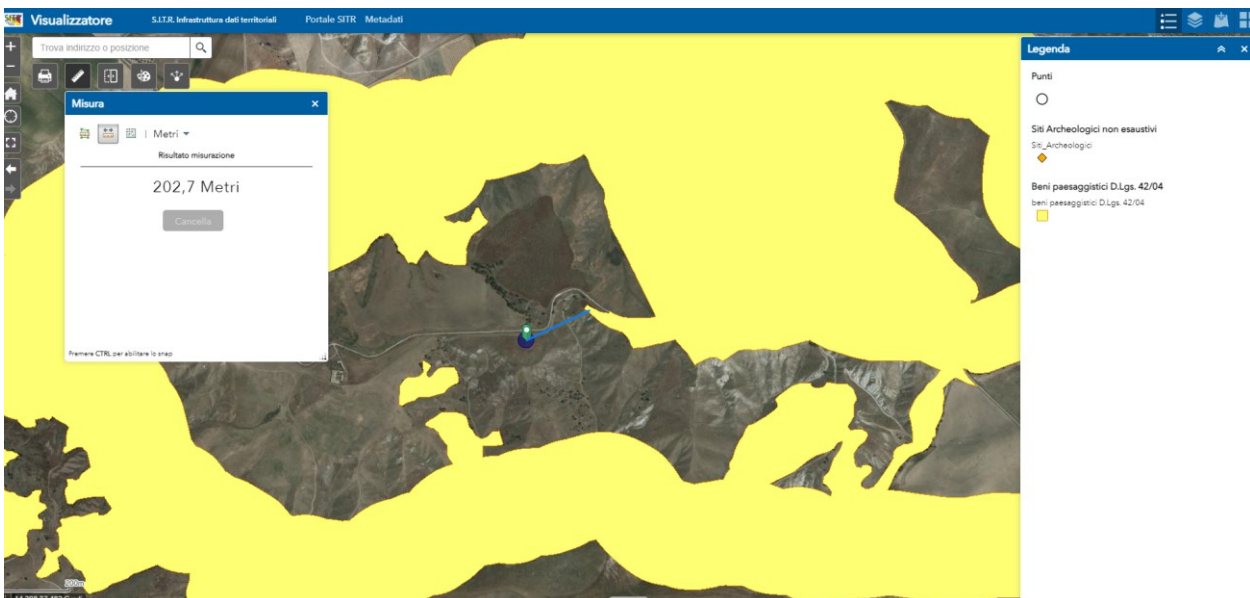 Visualizzatore
S.I.T.R. Infrastruttura dati territoriali
Portale SITR Metadati
Trova indirizzo o posizione
Misura
Metri
Risultato misurazione
202,7 Metri
Cancella
Premere CTRL per abilitare lo snap
200m
Legenda
Punti
Siti Archeologici non esaustivi
Siti_Archeologici
Beni paesaggistici D.Lgs. 42/04
beni paesaggistici D.Lgs. 42/04